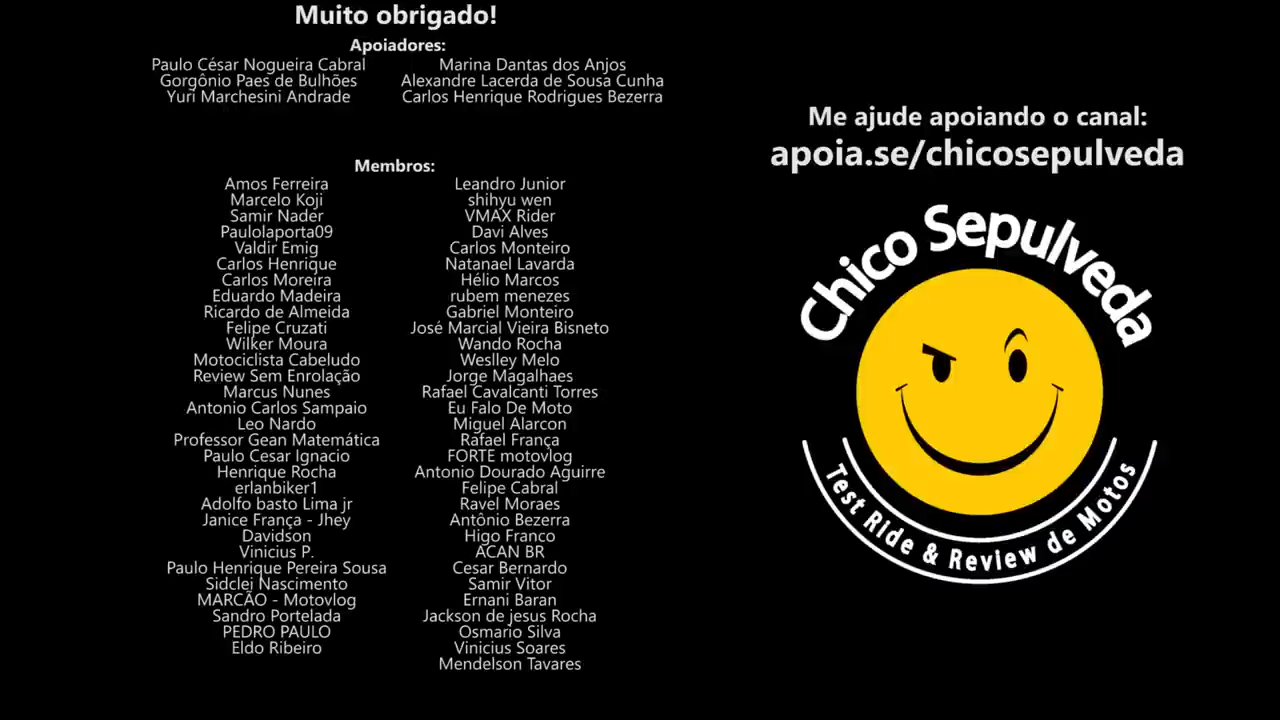 Muito obrigado!
Apoiadores:
Paulo César Nogueira Cabral
Gorgônio Paes de Bulhões
Yuri Marchesini Andrade
Marina Dantas dos Anjos
Alexandre Lacerda de Sousa Cunha
Carlos Henrique Rodrigues Bezerra
Membros:
Amos Ferreira
Marcelo Koji
Samir Nader
Paulolaporta09
Valdir Emig
Carlos Henrique
Carlos Moreira
Eduardo Madeira
Ricardo de Almeida
Felipe Cruzati
Wilker Moura
Motociclista Cabeludo
Review Sem Enrolação
Marcus Nunes
Antonio Carlos Sampaio
Leo Nardo
Professor Gean Matemática
Paulo Cesar Ignacio
Henrique Rocha
erlanbiker1
Adolfo basto Lima jr
Janice França - Jhey
Davidson
Vinicius P.
Paulo Henrique Pereira Sousa
Sidclej Nascimento
MARCÃO - Motovlog
Sandro Portelada
PEDRO PAULO
Eldo Ribeiro
Leandro Junior
shihyu wen
VMAX Rider
Davi Alves
Carlos Monteiro
Natanael Lavarda
Hélio Marcos
rubem menezes
Gabriel Monteiro
José Marcial Vieira Bisneto
Wando Rocha
Weslley Melo
Jorge Magalhaes
Rafael Cavalcanti Torres
Eu Falo De Moto
Miguel Alarcon
Rafael França
FORTE motovlog
Antonio Dourado Aguirre
Felipe Cabral
Ravel Moraes
Antônio Bezerra
Higo Franco
ACAN BR
Cesar Bernardo
Samir Vitor
Ernani Baran
Jackson de jesus Rocha
Osmario Silva
Vinicius Soares
Mendelson Tavares
Me ajude apoiando o canal:
apoia.se/chicosepulveda
Chico Sepulveda
Test Ride & Review de Motos